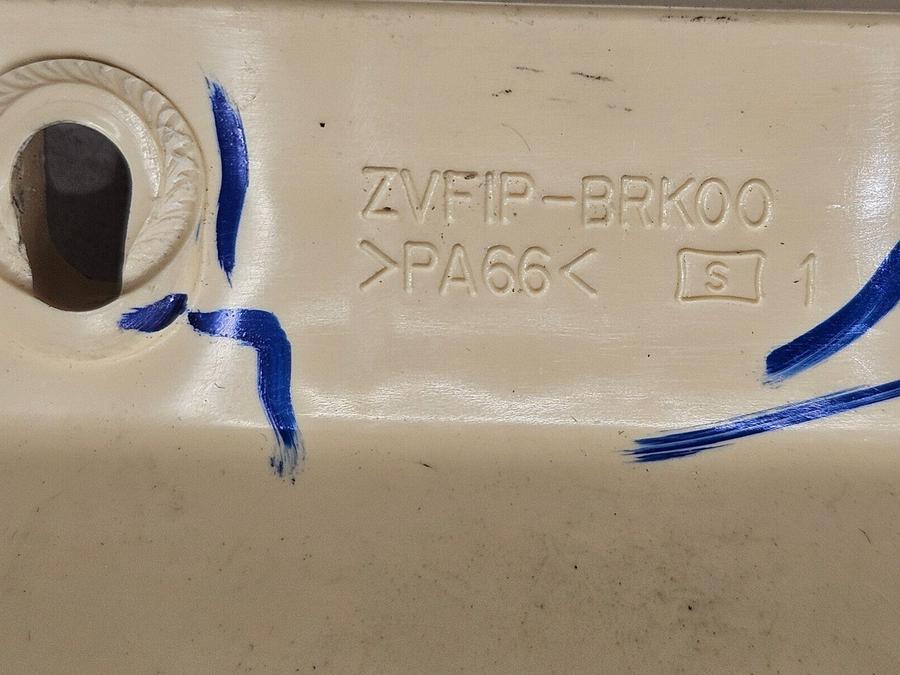 ZVFIP-BRK00
>PA66<
S 1